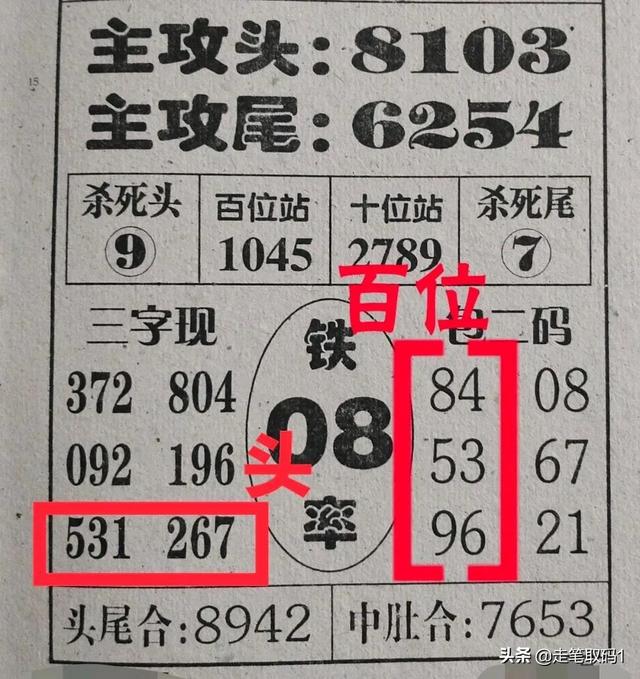 主攻头:8103
主攻尾:6254
15
杀死头 百位站 十位站 杀死尾
9 1045 2789 7
百位
三字现 铁 包二码
372 804 84 08
08
头
092 196 53 67
531 267 率 96 21
头尾合:8942 中肚合:7653
头条 @走笔取码1